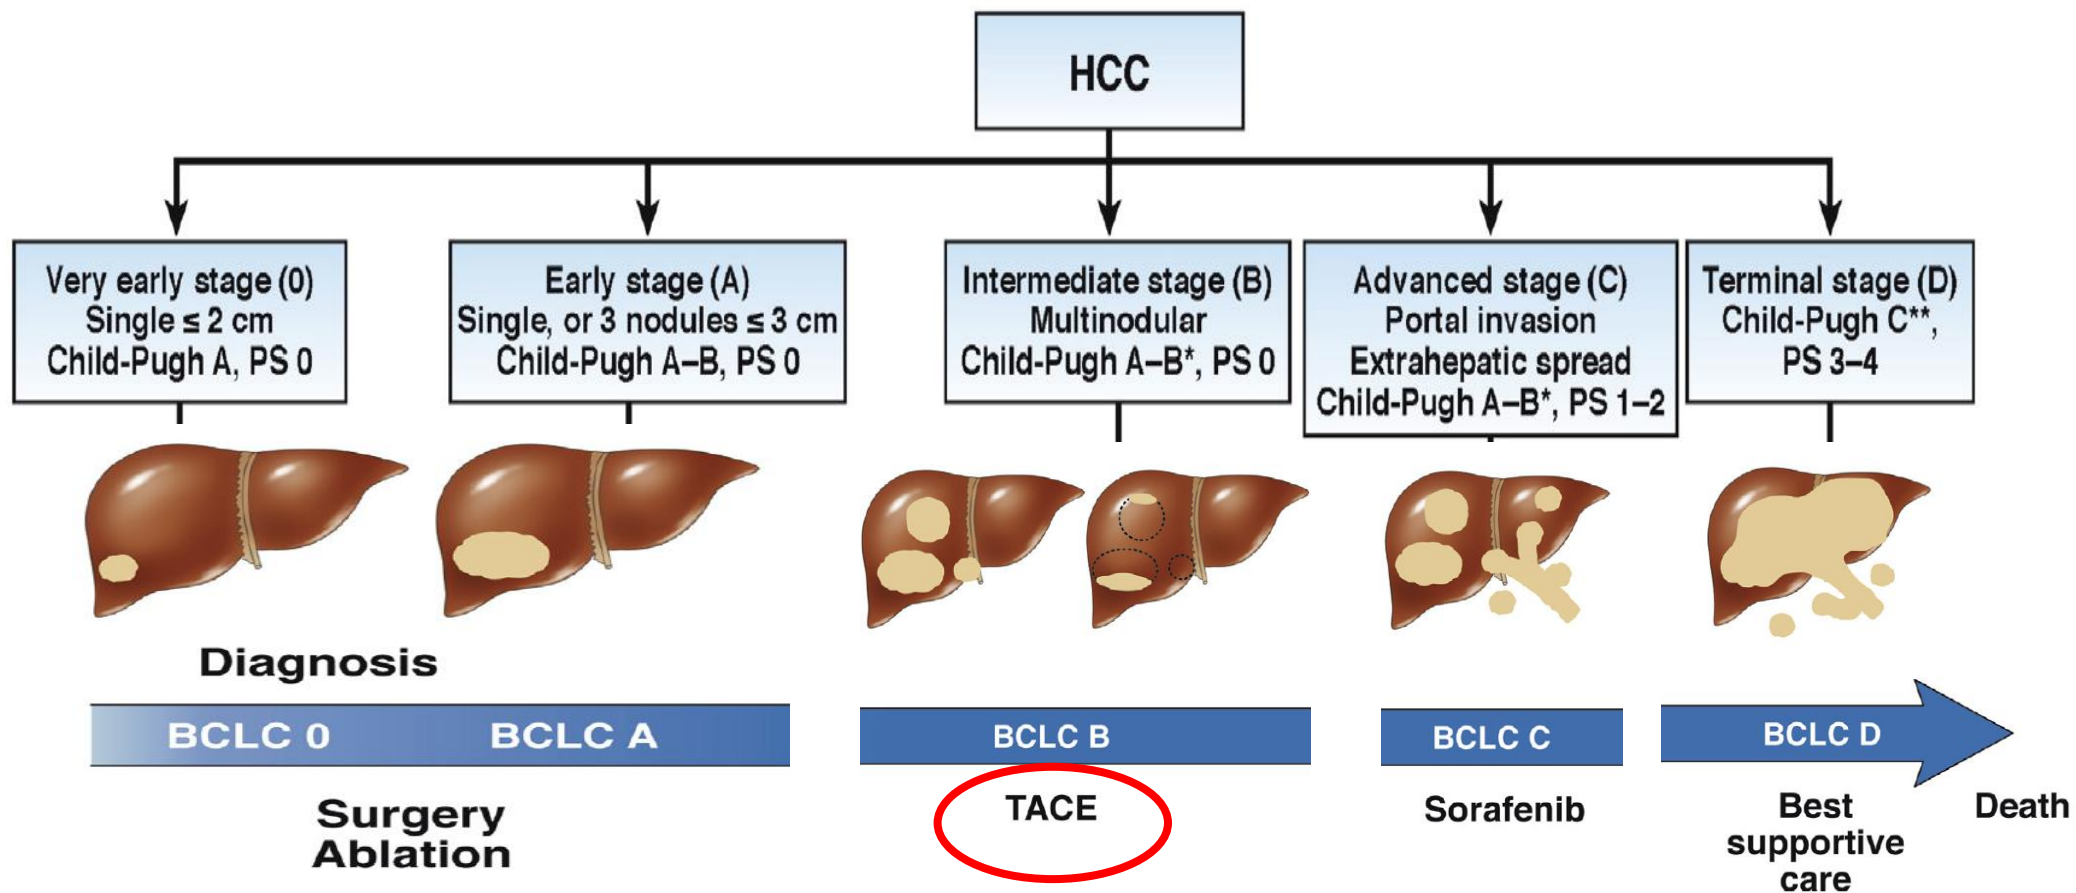 HCC
Very early stage (0)
Single ≤ 2 cm
Child-Pugh A, PS 0
Early stage (A)
Single, or 3 nodules ≤ 3 cm
Child-Pugh A–B, PS 0
Intermediate stage (B)
Multinodular
Child-Pugh A–B*, PS 0
Advanced stage (C)
Portal invasion
Extrahepatic spread
Child-Pugh A–B*, PS 1–2
Terminal stage (D)
Child-Pugh C**,
PS 3–4
Diagnosis
BCLC 0
BCLC A
BCLC B
BCLC C
BCLC D
Surgery
Ablation
TACE
Sorafenib
Best
supportive
care
Death